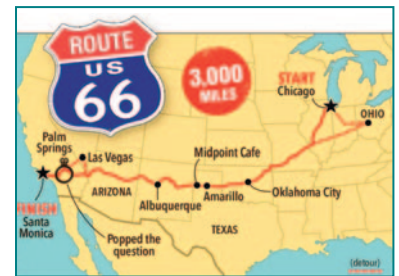 ROUTE
US
66
3,000
MILES
START
Chicago
OHIO
Palm
Springs
Las Vegas
Midpoint Cafe
ARIZONA
Albuquerque
Amarillo
Oklahoma City
Santa
Monica
TEXAS
Popped the
question
(detour)